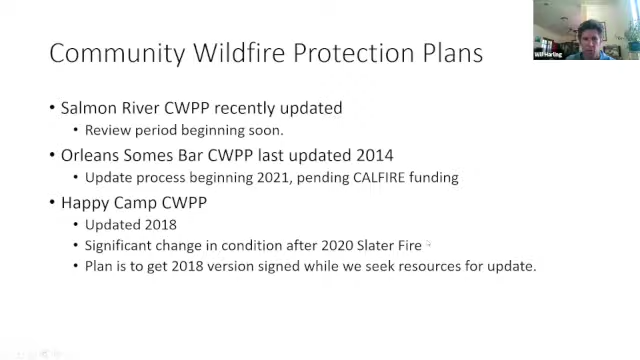 Community Wildfire Protection Plans
Will Harling
• Salmon River CWPP recently updated
• Review period beginning soon.
• Orleans Somes Bar CWPP last updated 2014
• Update process beginning 2021, pending CALFIRE funding
• Happy Camp CWPP
• Updated 2018
• Significant change in condition after 2020 Slater Fire
• Plan is to get 2018 version signed while we seek resources for update.